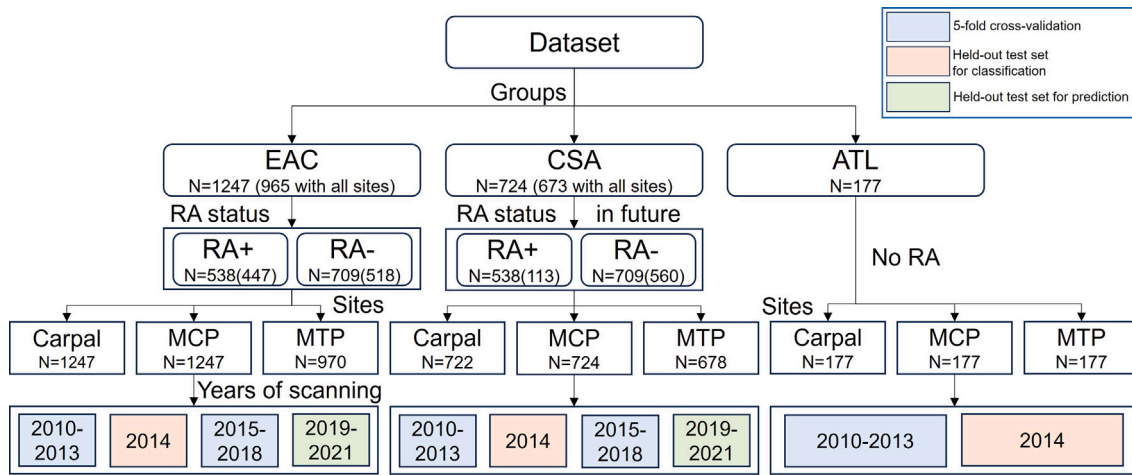 Dataset
5-fold cross-validation
Held-out test set
for classification
Held-out test set for prediction
Groups
EAC
N=1247 (965 with all sites)
CSA
N=724 (673 with all sites)
ATL
N=177
RA status
RA status in future
No RA
RA+
N=538(447)
RA-
N=709(518)
RA+
N=538(113)
RA-
N=709(560)
Sites
Sites
Carpal
N=1247
MCP
N=1247
MTP
N=970
Carpal
N=722
MCP
N=724
MTP
N=678
Carpal
N=177
MCP
N=177
MTP
N=177
Years of scanning
2010-
2013
2014
2015-
2018
2019-
2021
2010-
2013
2014
2015-
2018
2019-
2021
2010-2013
2014